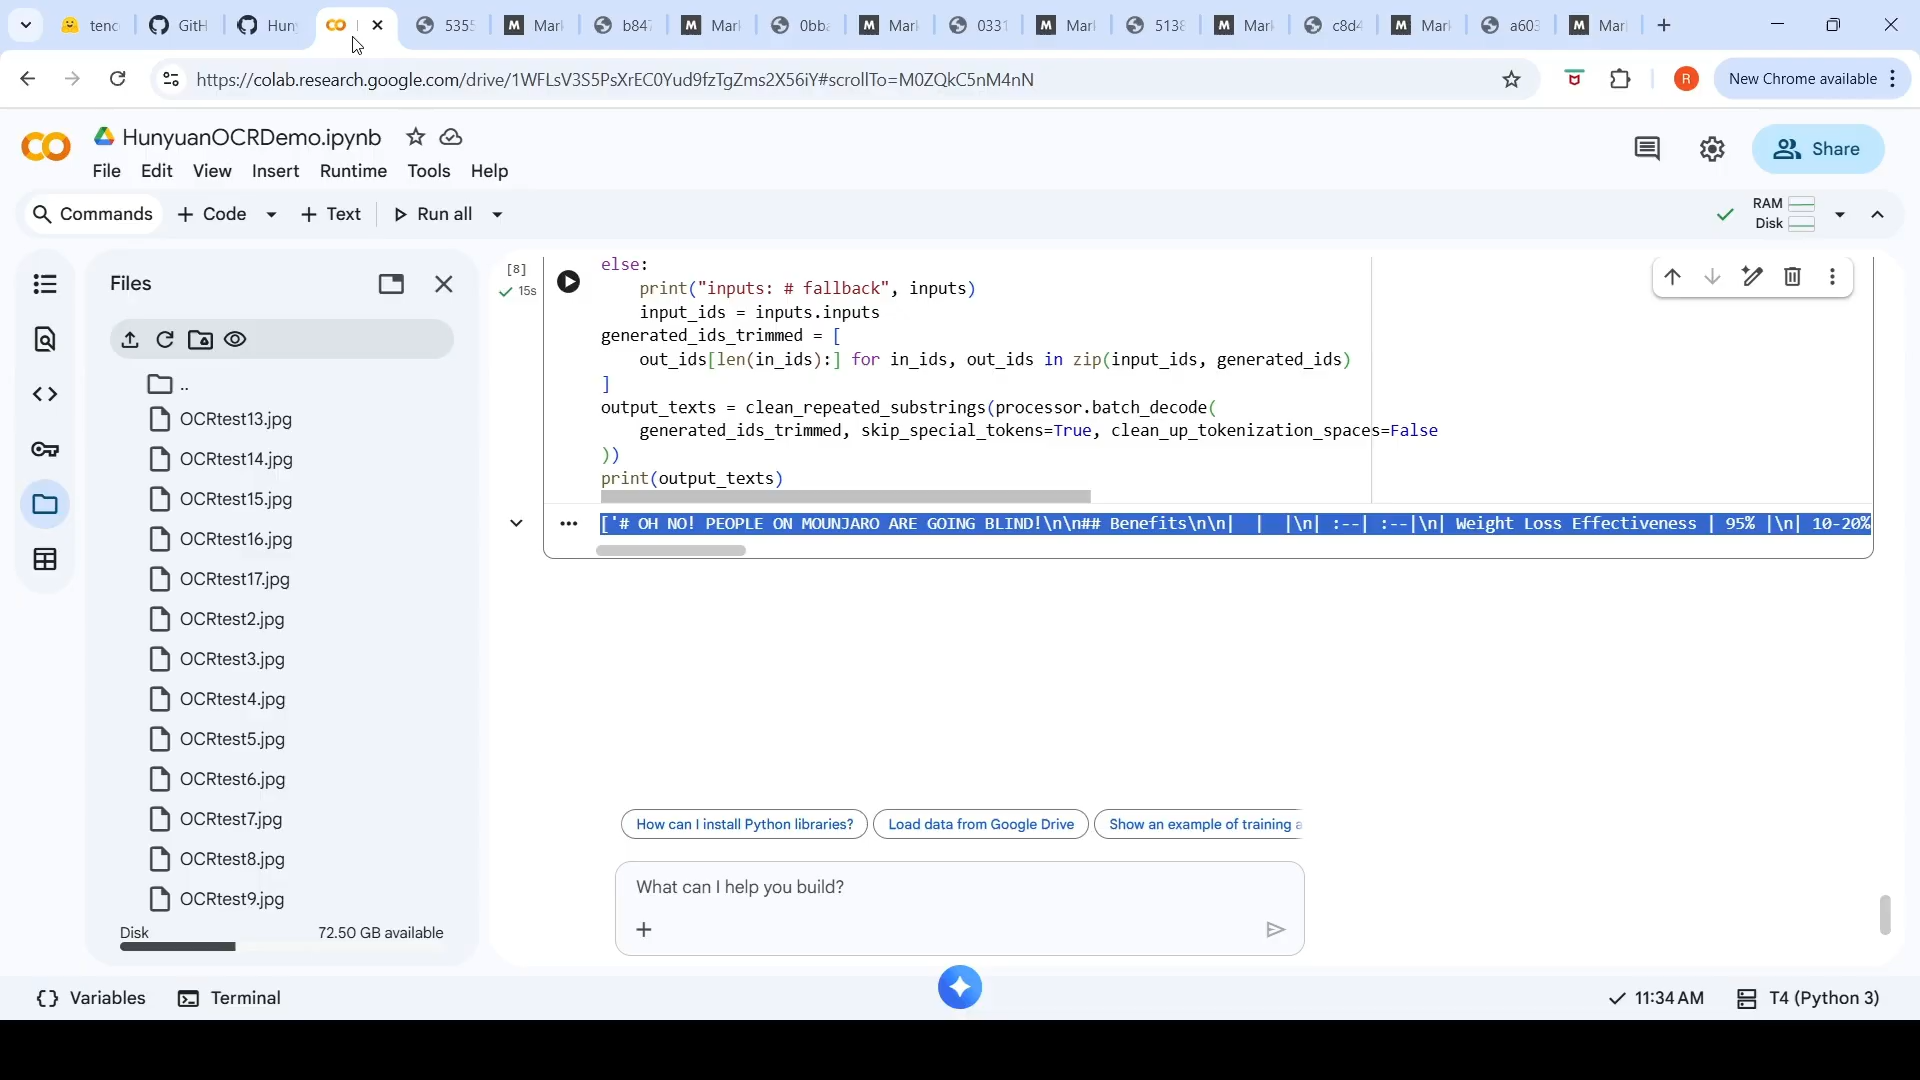 tenc
GitH
Hun
5355
Mark
b847
Mark
0bba
Mark
0331
Mark
5138
Mark
c8d4
Mark
a603
Mark
https://colab.research.google.com/drive/1WFLsV3S5PsXrEC0Yud9fzTgZms2X56iY#scrollTo=M0ZQkC5nM4nN
R
New Chrome available
HunyuanOCRDemo.ipynb
File Edit View Insert Runtime Tools Help
Share
Commands
+ Code
+ Text
Run all
RAM
Disk
Files
..
OCRtest13.jpg
OCRtest14.jpg
OCRtest15.jpg
OCRtest16.jpg
OCRtest17.jpg
OCRtest2.jpg
OCRtest3.jpg
OCRtest4.jpg
OCRtest5.jpg
OCRtest6.jpg
OCRtest7.jpg
OCRtest8.jpg
OCRtest9.jpg
Disk
72.50 GB available
[8]
15s
else:
print("inputs: # fallback", inputs)
input_ids = inputs.inputs
generated_ids_trimmed = [
out_ids[len(in_ids):] for in_ids, out_ids in zip(input_ids, generated_ids)
]
output_texts = clean_repeated_substrings(processor.batch_decode(
generated_ids_trimmed, skip_special_tokens=True, clean_up_tokenization_spaces=False
))
print(output_texts)
['# OH NO! PEOPLE ON MOUNJARO ARE GOING BLIND!\n\n## Benefits\n\n|  |  |\n| :--| :--|\n| Weight Loss Effectiveness | 95% |\n| 10-20%
How can I install Python libraries?
Load data from Google Drive
Show an example of training a
What can I help you build?
Variables
Terminal
11:34 AM
T4 (Python 3)